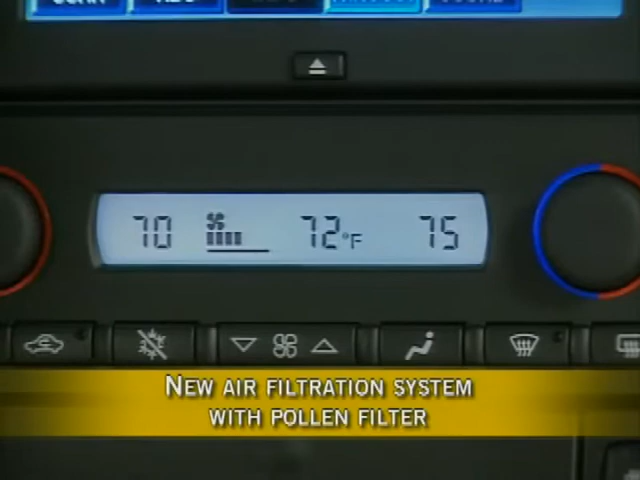 70 72°F 75
NEW AIR FILTRATION SYSTEM
WITH POLLEN FILTER